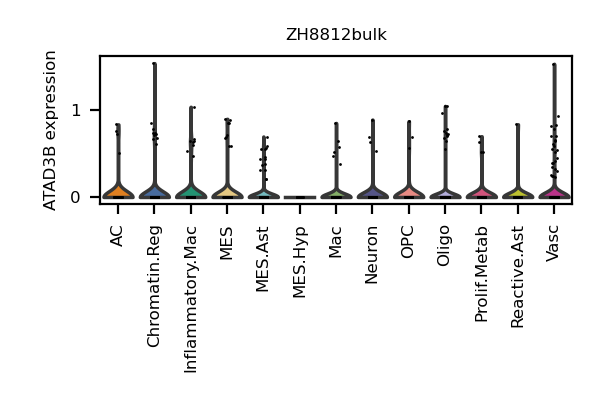 ZH8812bulk
ATAD3B expression
1
0
AC
Chromatin.Reg
Inflammatory.Mac
MES
MES.Ast
MES.Hyp
Mac
Neuron
OPC
Oligo
Prolif.Metab
Reactive.Ast
Vasc